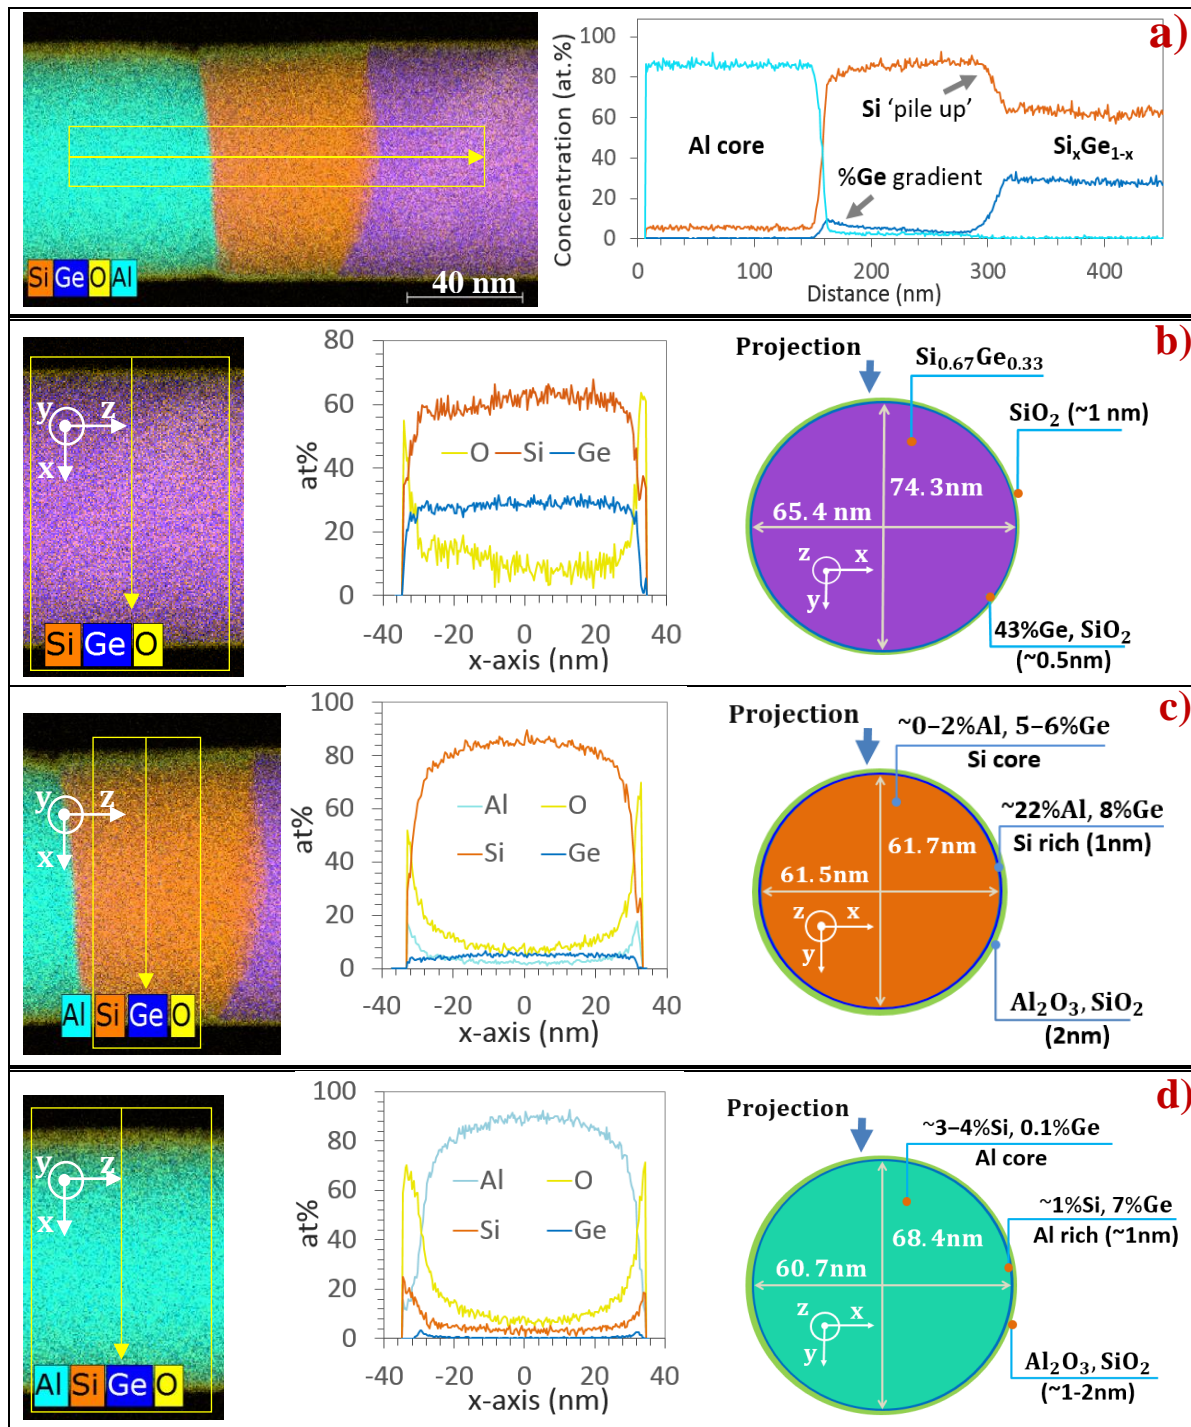 a)
Si Ge O Al
40 nm
Concentration (at.%)
100
80
60
40
20
0
Al core
Si 'pile up'
%Ge gradient
SixGe1-x
0 100 200 300 400
Distance (nm)
b)
y z
x
Si Ge O
at%
80
60
40
20
0
O Si Ge
-40 -20 0 20 40
x-axis (nm)
Projection
Si0.67Ge0.33
SiO2 (~1 nm)
74.3nm
65.4 nm
z x
y
43%Ge, SiO2
(~0.5nm)
c)
y z
x
Al Si Ge O
at%
100
80
60
40
20
0
Al O
Si Ge
-40 -20 0 20 40
x-axis (nm)
Projection
~0–2%Al, 5–6%Ge
Si core
~22%Al, 8%Ge
Si rich (1nm)
61.7nm
61.5nm
z x
y
Al2O3, SiO2
(2nm)
d)
y z
x
Al Si Ge O
at%
100
80
60
40
20
0
Al O
Si Ge
-40 -20 0 20 40
x-axis (nm)
Projection
~3–4%Si, 0.1%Ge
Al core
~1%Si, 7%Ge
Al rich (~1nm)
68.4nm
60.7nm
z x
y
Al2O3, SiO2
(~1-2nm)